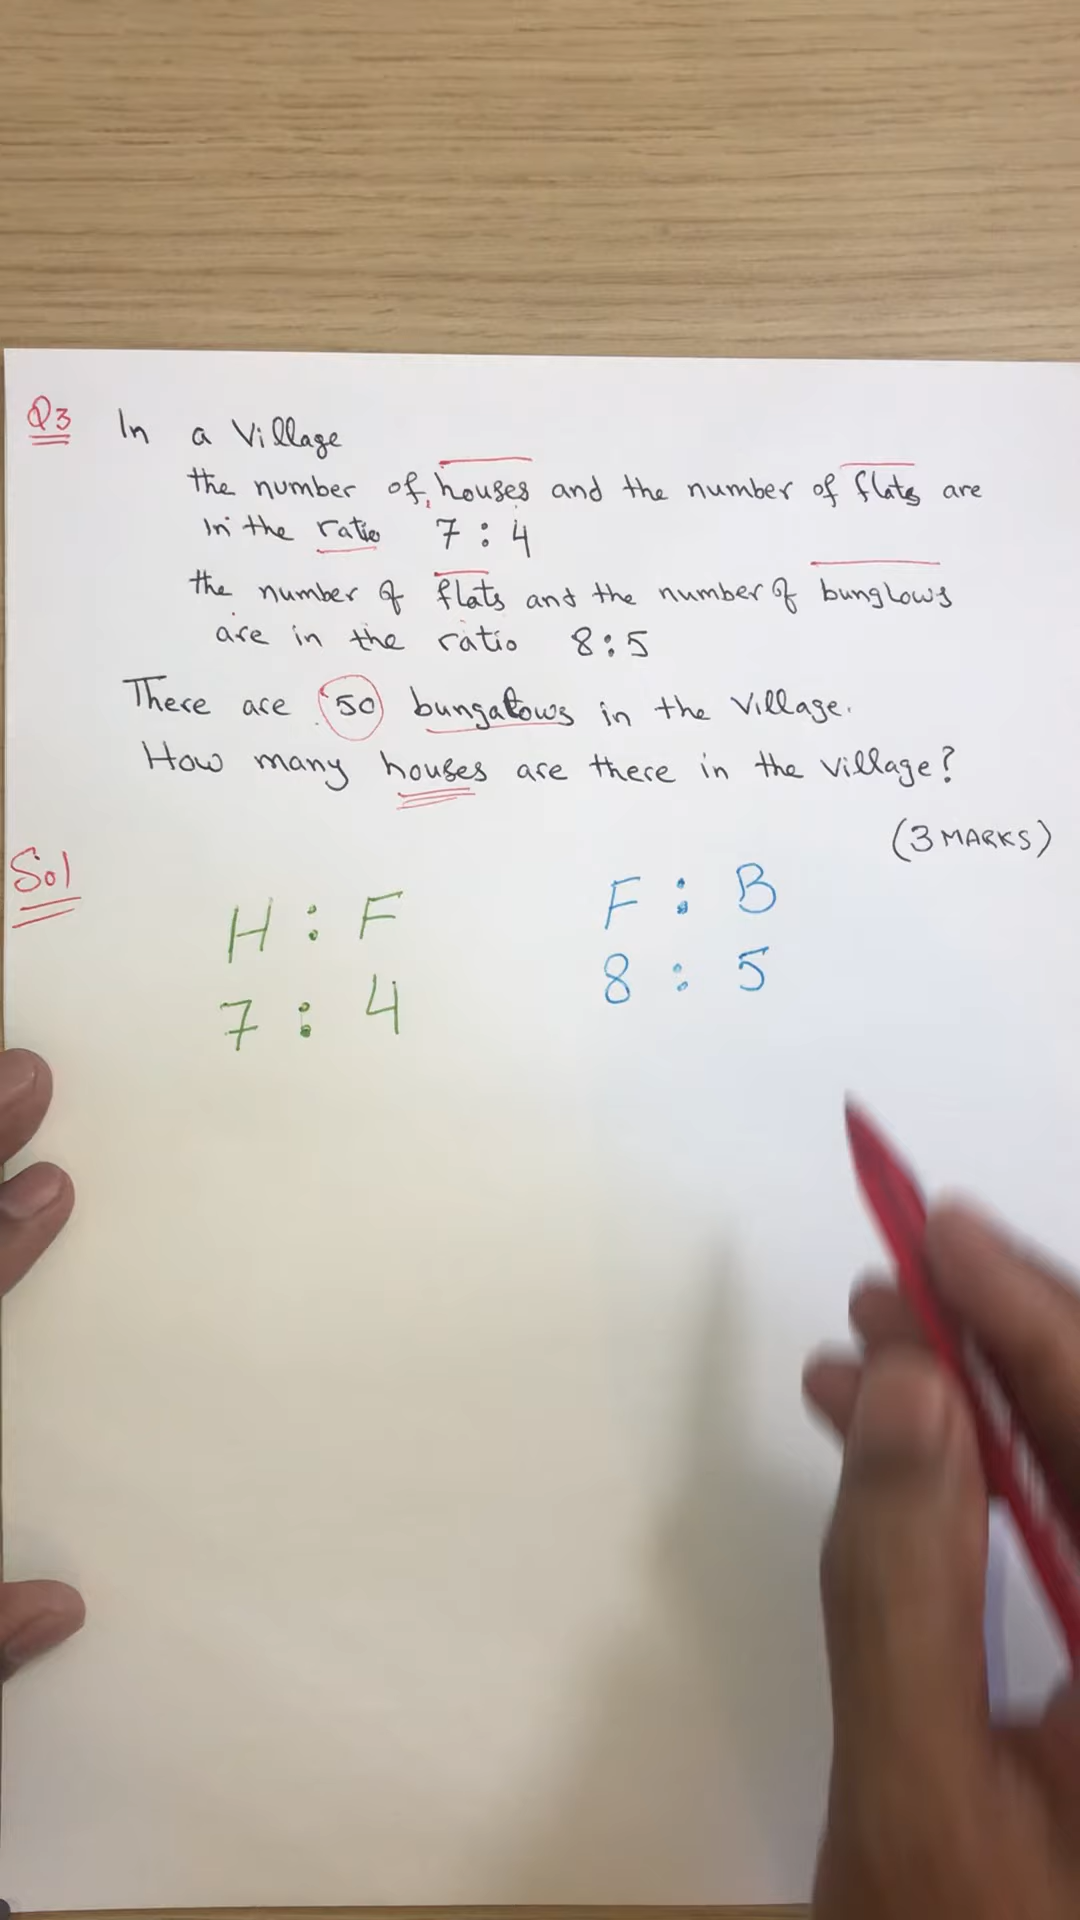 Q3 In a Village
the number of houses and the number of flats are
in the ratio 7 : 4
the number of flats and the number of bunglows
are in the ratio 8 : 5
There are 50 bungalows in the village.
How many houses are there in the village?
(3 MARKS)
Sol
H : F
7 : 4
F : B
8 : 5